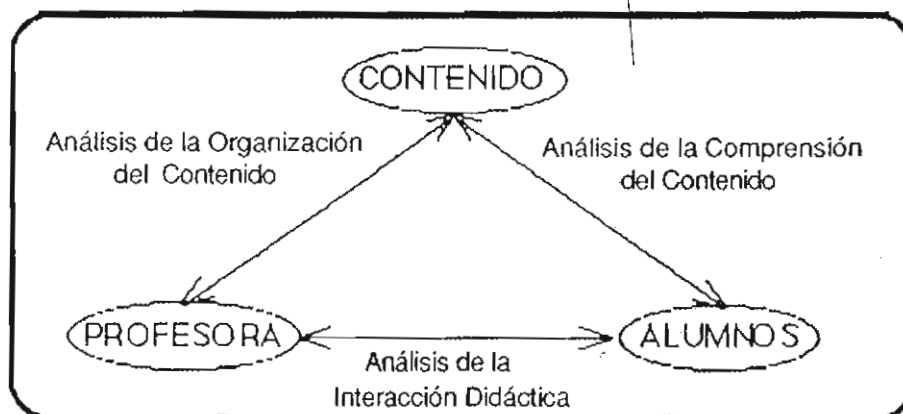 CONTENIDO
Análisis de la Organización
del Contenido
Análisis de la Comprensión
del Contenido
PROFESORA
ALUMNOS
Análisis de la
Interacción Didáctica